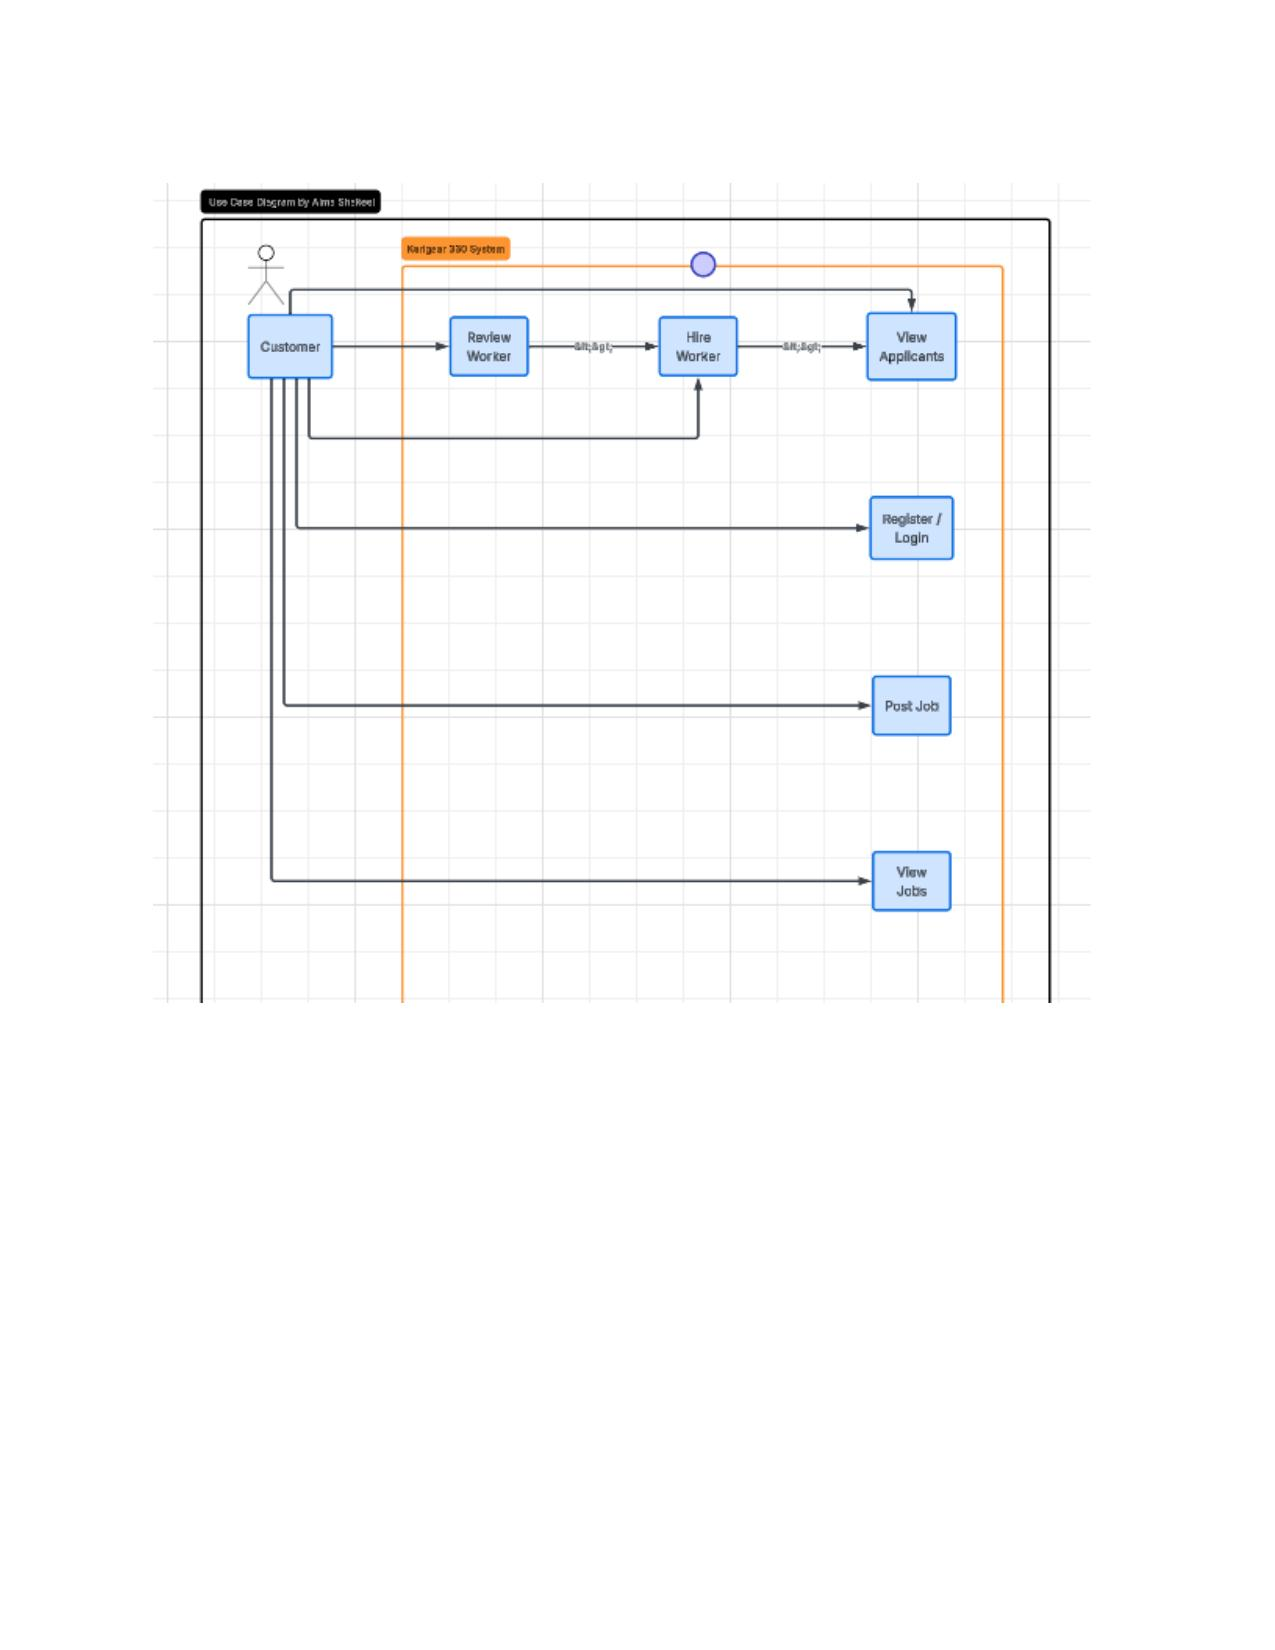 Use Case Diagram by Aima Shakeel
Karigear 360 System
Customer
Review
Worker
&lt;&gt;
Hire
Worker
&lt;&gt;
View
Applicants
Register /
Login
Post Job
View
Jobs